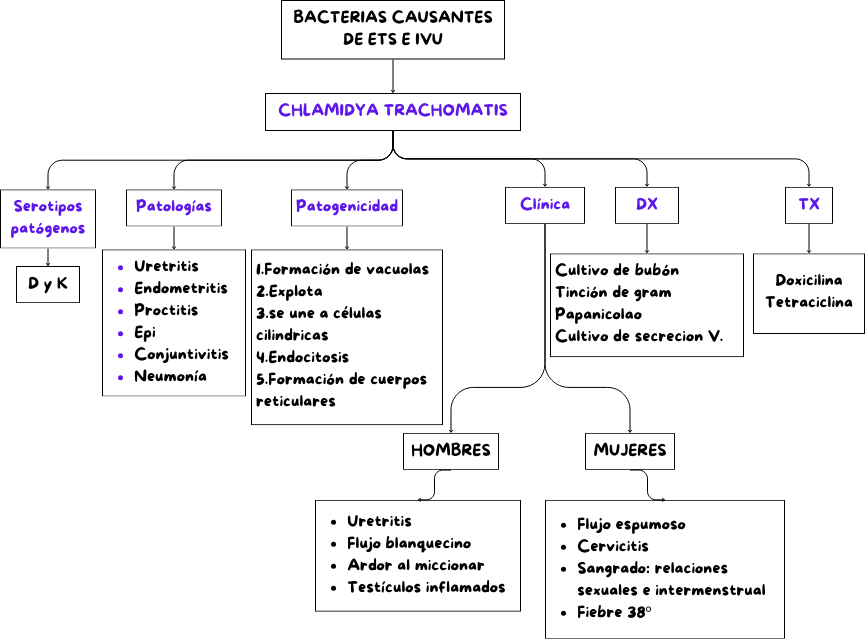 BACTERIAS CAUSANTES
DE ETS E IVU
CHLAMIDYA TRACHOMATIS
Serotipos
patógenos
D y K
Patologías
• Uretritis
• Endometritis
• Proctitis
• Epi
• Conjuntivitis
• Neumonía
Patogenicidad
1.Formación de vacuolas
2.Explota
3.se une a células
cilindricas
4.Endocitosis
5.Formación de cuerpos
reticulares
Clínica
HOMBRES
• Uretritis
• Flujo blanquecino
• Ardor al miccionar
• Testículos inflamados
MUJERES
• Flujo espumoso
• Cervicitis
• Sangrado: relaciones
sexuales e intermenstrual
• Fiebre 38°
DX
Cultivo de bubón
Tinción de gram
Papanicolao
Cultivo de secrecion V.
TX
Doxicilina
Tetraciclina